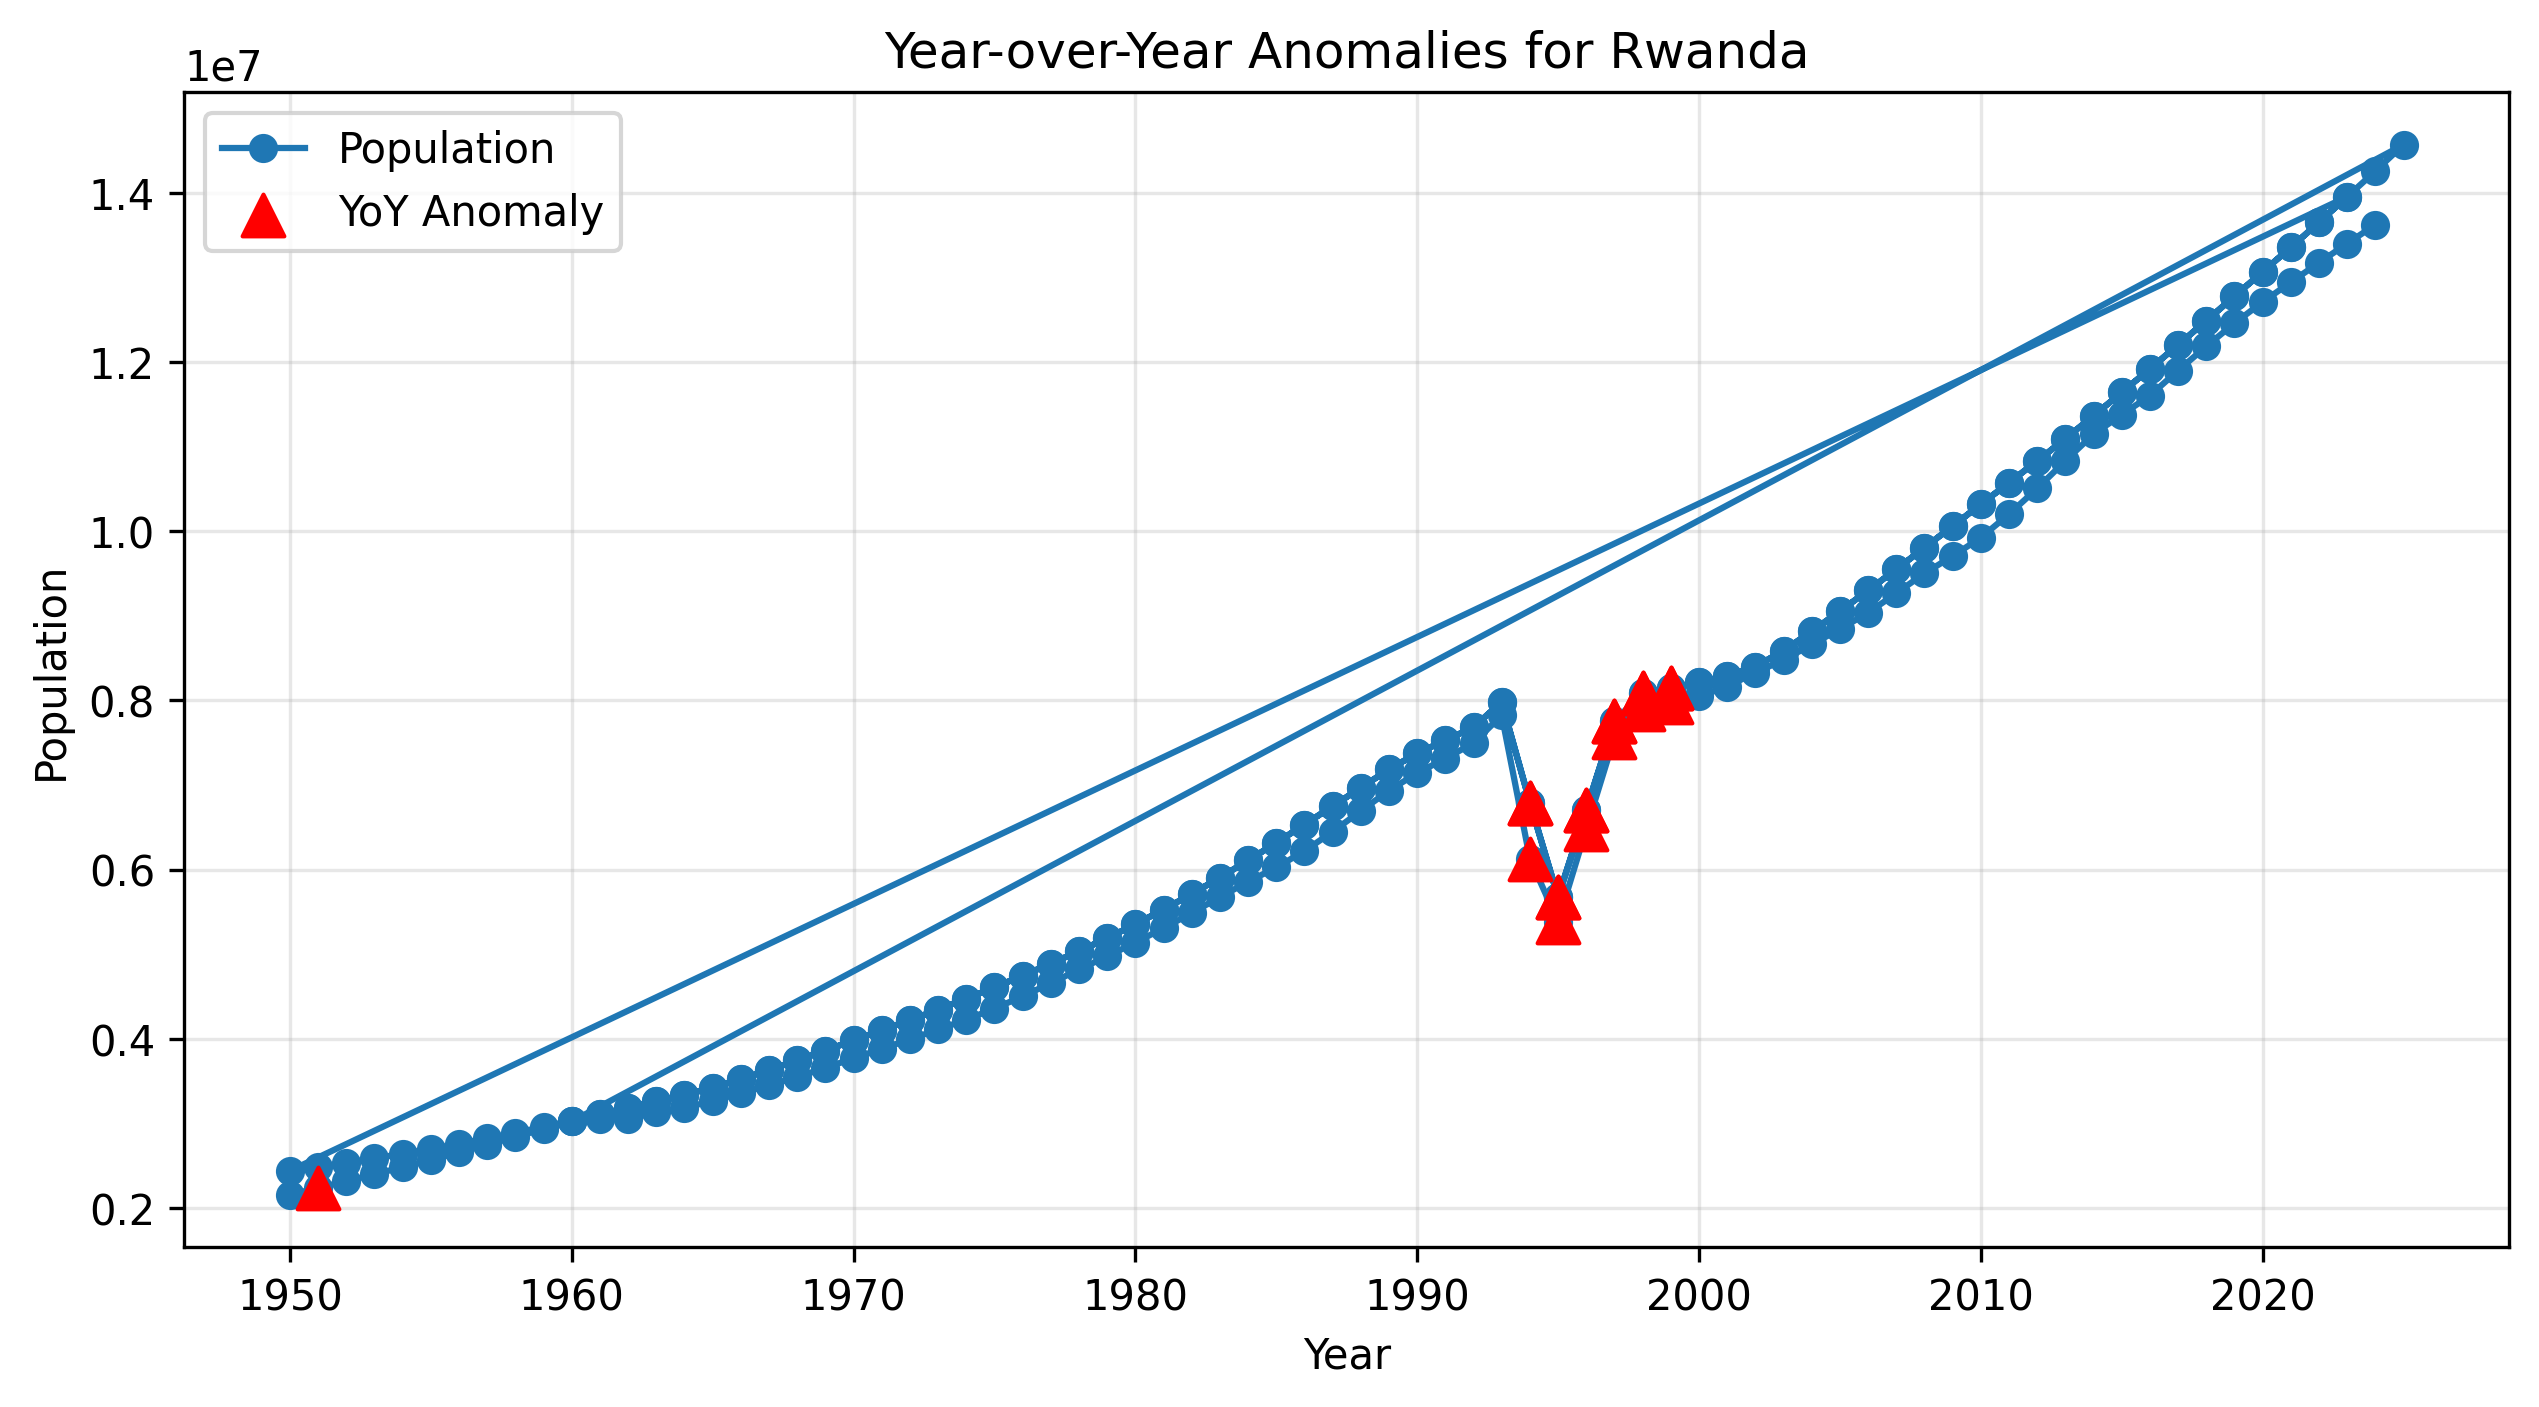 Year-over-Year Anomalies for Rwanda
1e7
Population
YoY Anomaly
1.4
1.2
1.0
0.8
0.6
0.4
0.2
Population
1950 1960 1970 1980 1990 2000 2010 2020
Year